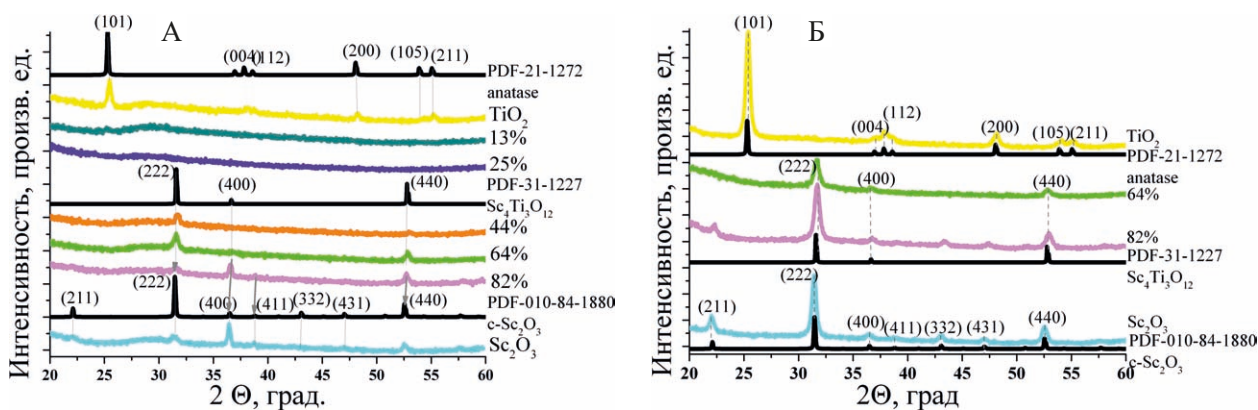 А
Интенсивность, произв. ед.
(101)
(004)
(112)
(200)
(105)
(211)
PDF-21-1272
anatase
TiO₂
13%
25%
(222)
(400)
(440)
PDF-31-1227
Sc₄Ti₃O₁₂
44%
64%
82%
(211)
(222)
(400)
(411)
(332)
(431)
(440)
PDF-010-84-1880
c-Sc₂O₃
Sc₂O₃
20 25 30 35 40 45 50 55 60
2 Θ, град.
Б
Интенсивность, произв. ед.
(101)
(004)
(112)
(200)
(105)
(211)
TiO₂
PDF-21-1272
anatase
(222)
(400)
(440)
64%
82%
PDF-31-1227
Sc₄Ti₃O₁₂
(211)
(222)
(400)
(411)
(332)
(431)
(440)
Sc₂O₃
PDF-010-84-1880
c-Sc₂O₃
20 25 30 35 40 45 50 55 60
2Θ, град